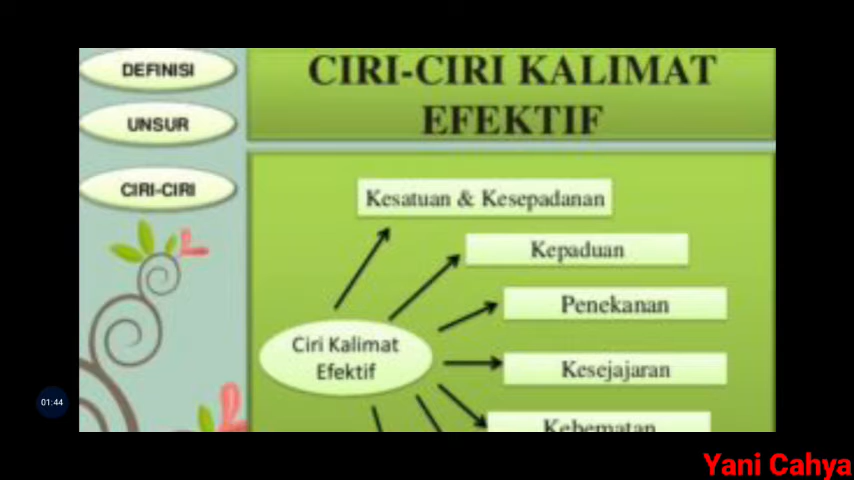 DEFINISI
UNSUR
CIRI-CIRI
CIRI-CIRI KALIMAT
EFEKTIF
Kesatuan & Kesepadanan
Kepaduan
Penekanan
Kesejajaran
Kehematan
Ciri Kalimat
Efektif
01:44
Yani Cahya